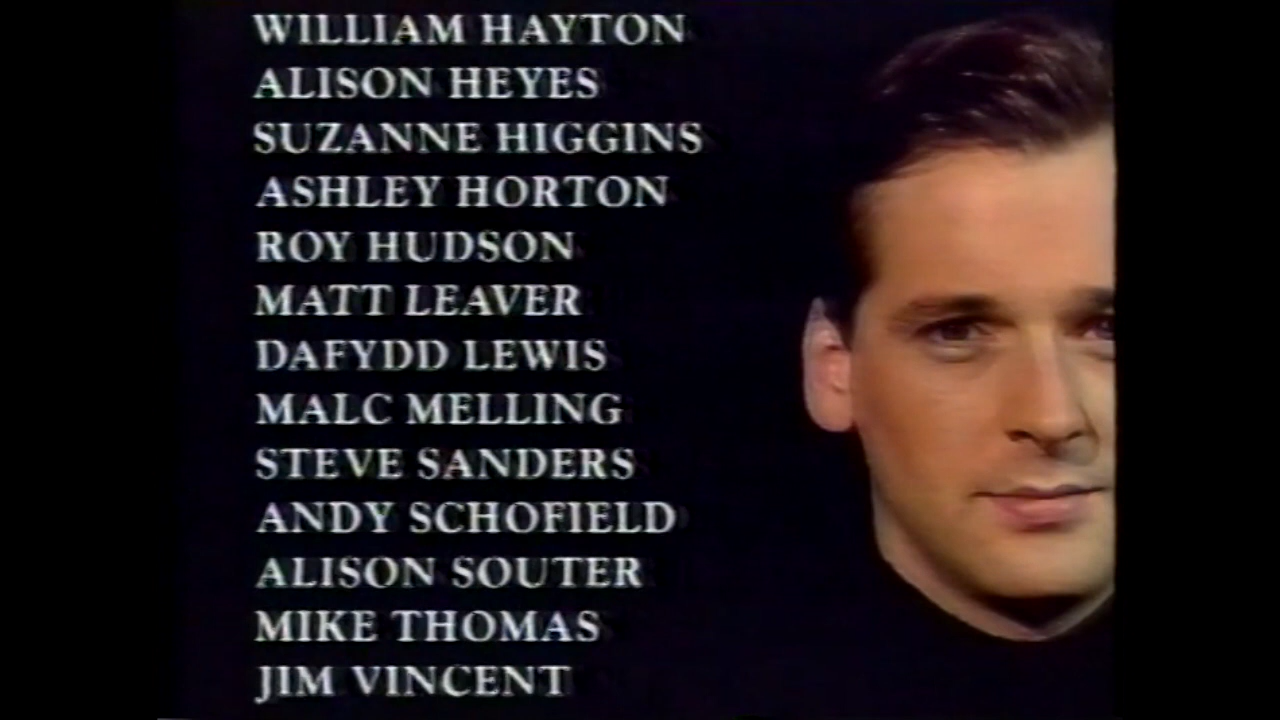 WILLIAM HAYTON
ALISON HEYES
SUZANNE HIGGINS
ASHLEY HORTON
ROY HUDSON
MATT LEAVER
DAFYDD LEWIS
MALC MELLING
STEVE SANDERS
ANDY SCHOFIELD
ALISON SOUTER
MIKE THOMAS
JIM VINCENT